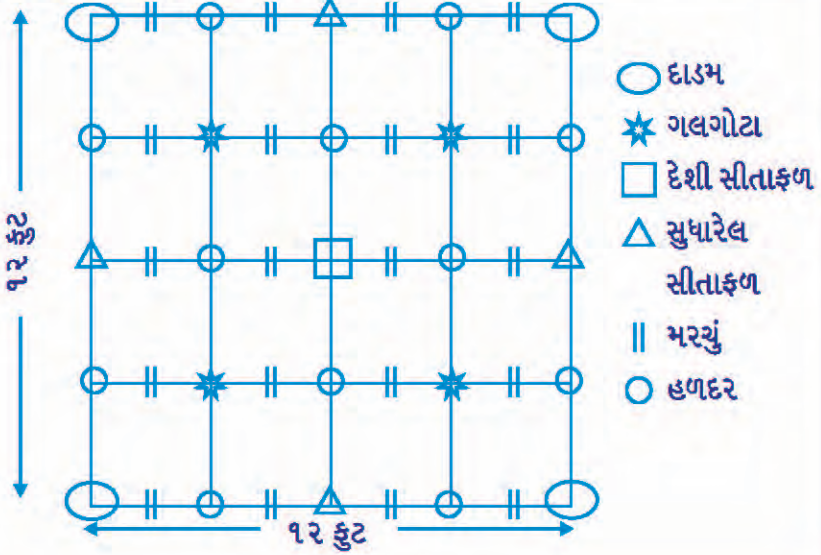 દાડમ
ગલગોટા
દેશી સીતાફળ
સુધારેલ
સીતાફળ
મરચું
હળદર
૧૨ ફુટ
૧૨ ફુટ